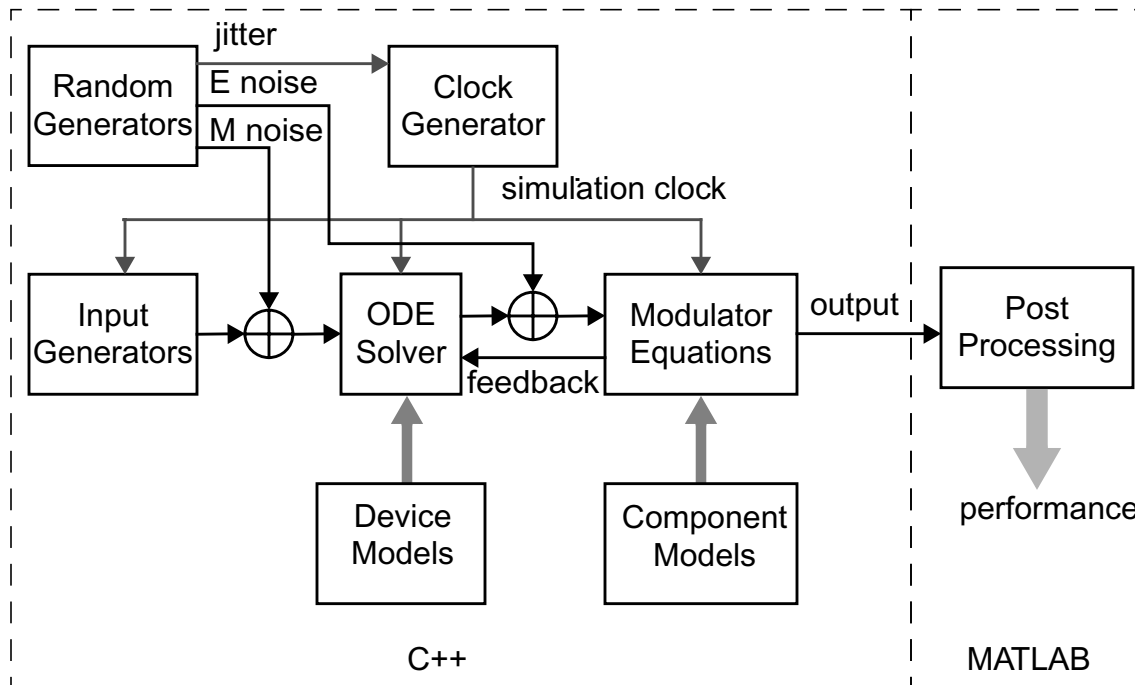 jitter
Random
Generators
E noise
M noise
Clock
Generator
simulation clock
Input
Generators
ODE
Solver
Modulator
Equations
feedback
output
Post
Processing
Device
Models
Component
Models
performance
C++
MATLAB